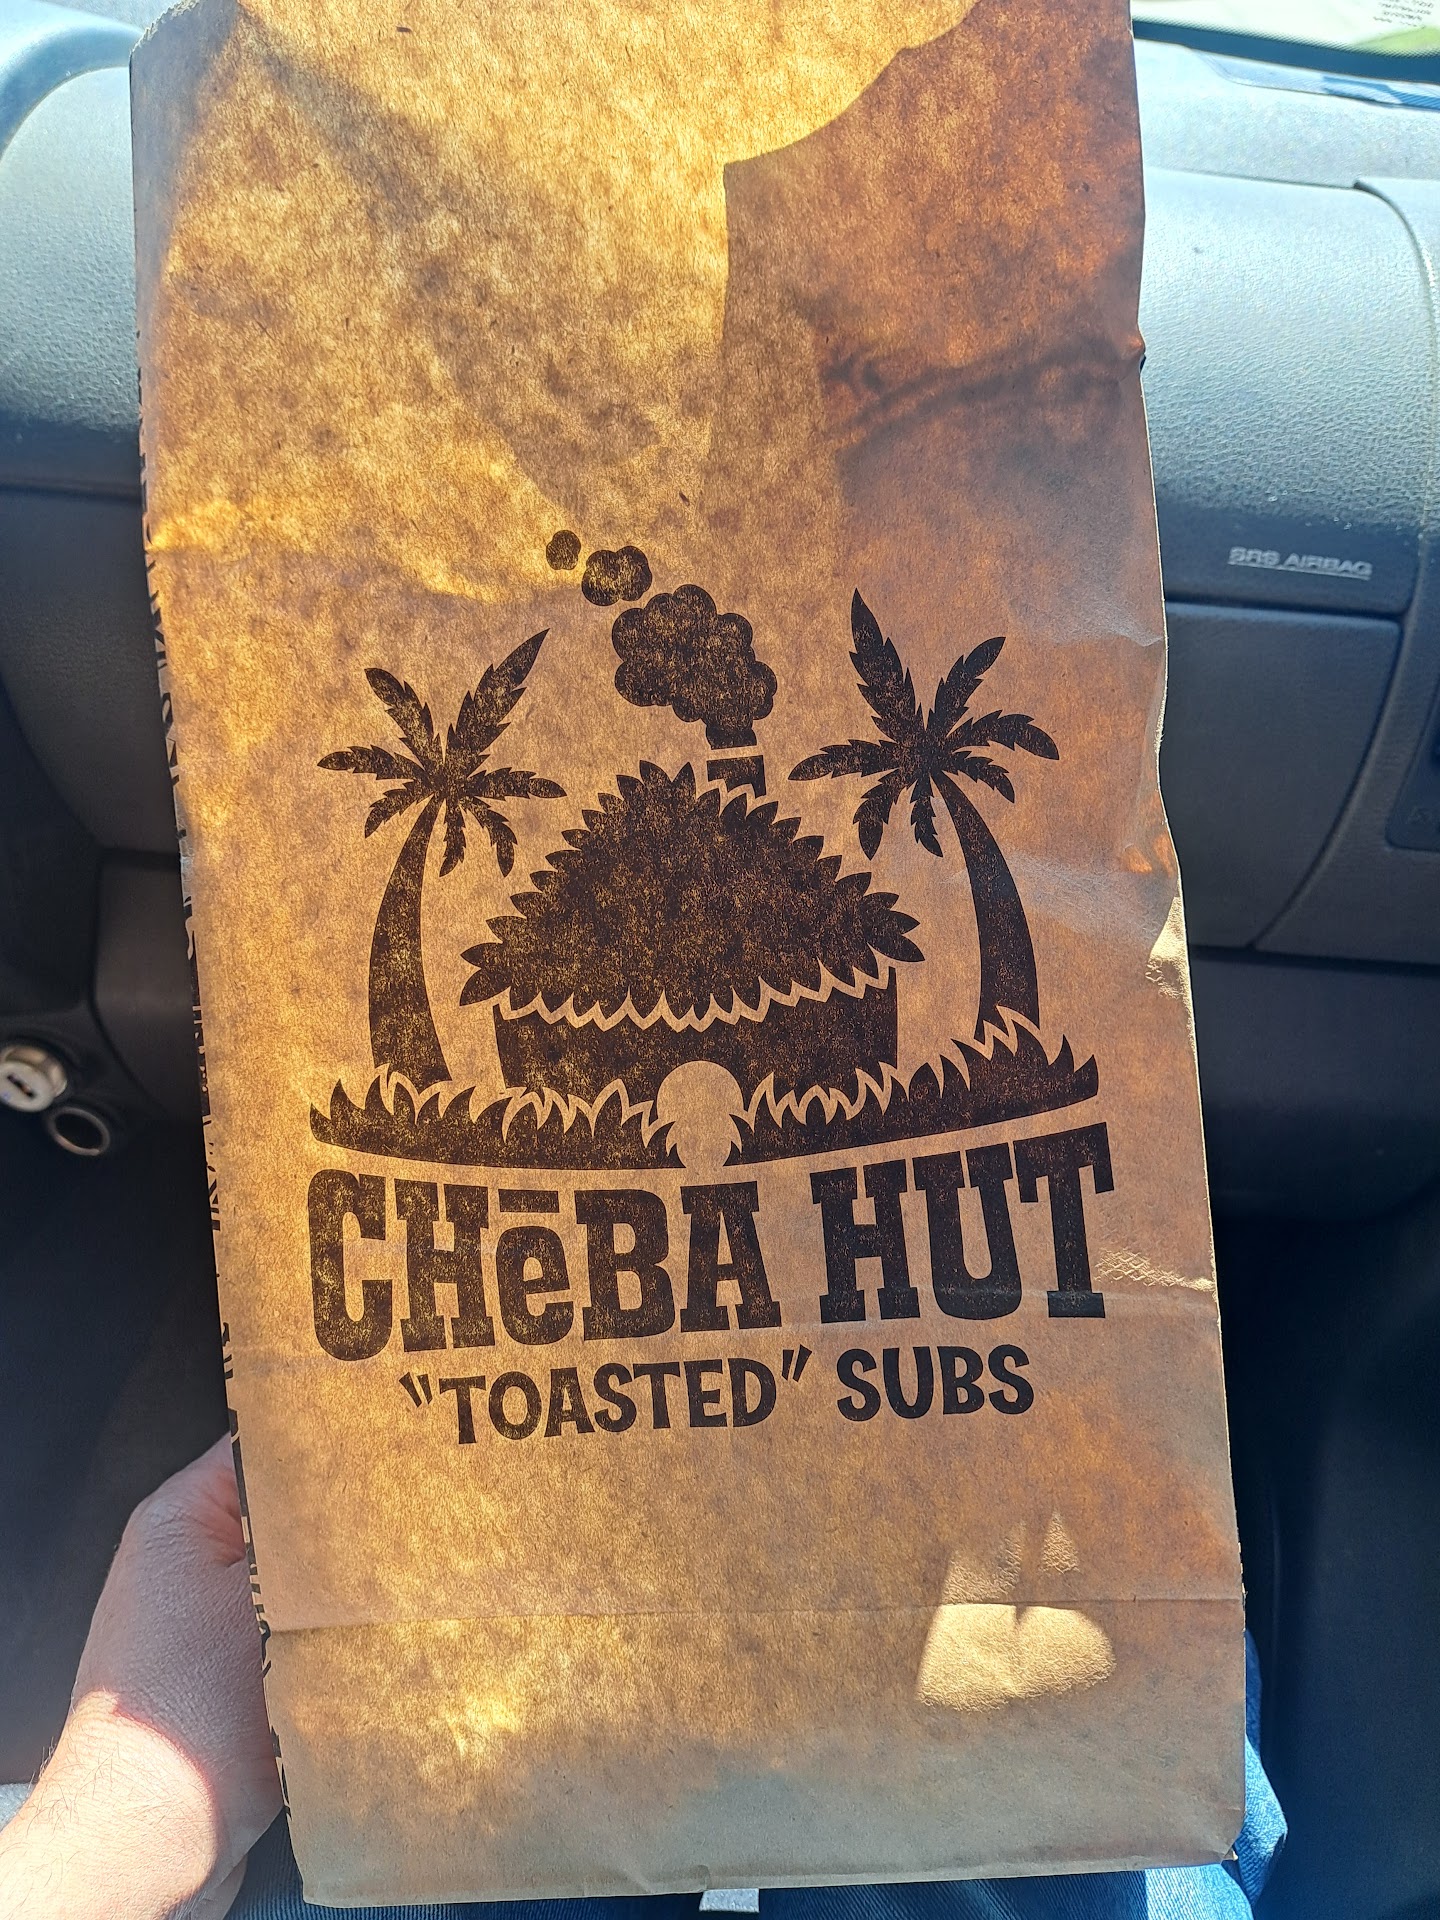 SRS AIRBAG
CHēBA HUT
"TOASTED" SUBS